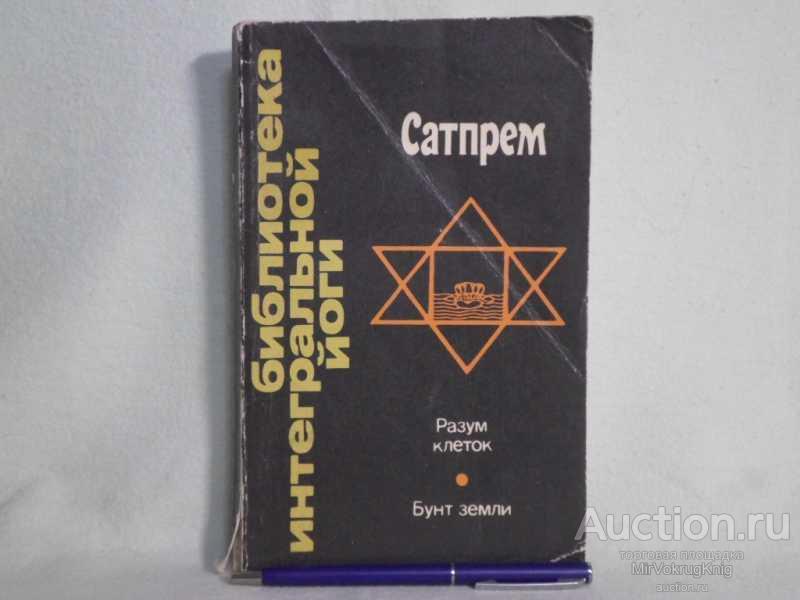 библиотека
интегральной
йоги
Сатпрем
Разум
клеток
Бунт земли
Auction.ru
торговая площадка
MirVokrugKnig
auction.ru